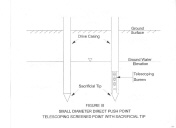 Ground
Surface
Drive Casing
Ground Water
Elevation
Telescoping
Screen
Sacrificial Tip
FIGURE III
SMALL DIAMETER DIRECT PUSH POINT
TELESCOPING SCREENED POINT WITH SACRIFICIAL TIP